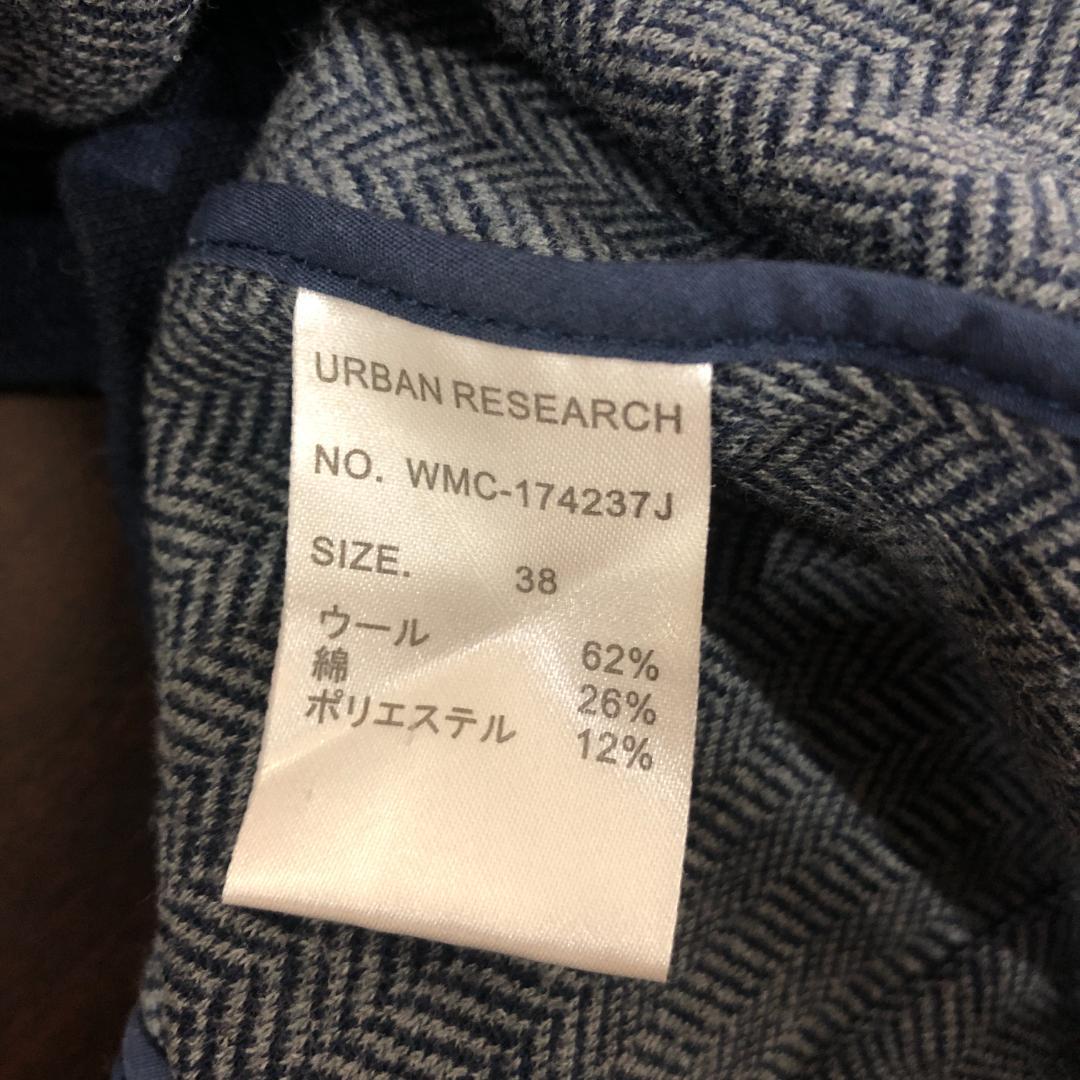 URBAN RESEARCH
NO. WMC-174237J
SIZE. 38
ウール 62%
綿 26%
ポリエステル 12%